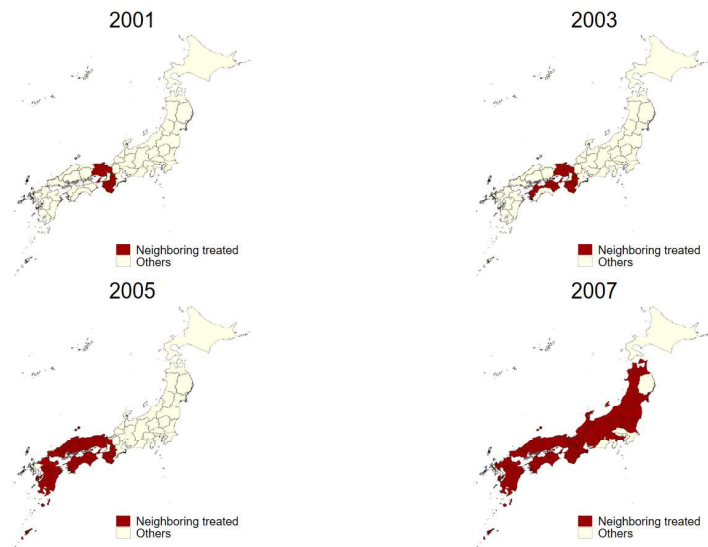 2001
2003
Neighboring treated
Others
Neighboring treated
Others
2005
2007
Neighboring treated
Others
Neighboring treated
Others